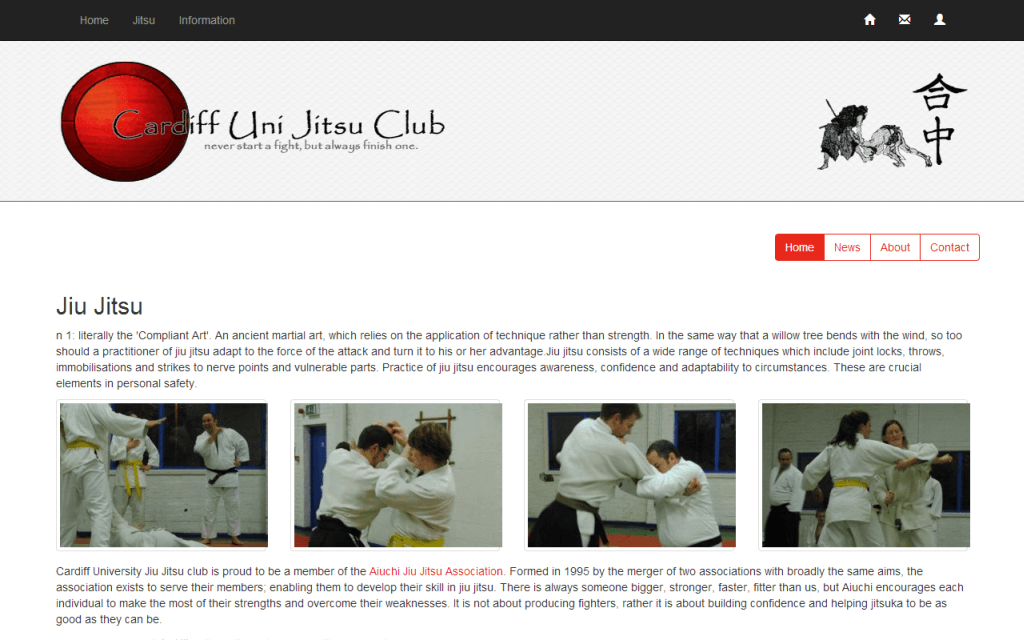 Home Jitsu Information
Cardiff Uni Jitsu Club
never start a fight, but always finish one.
合
中
Home News About Contact
Jiu Jitsu
n 1: literally the 'Compliant Art'. An ancient martial art, which relies on the application of technique rather than strength. In the same way that a willow tree bends with the wind, so too
should a practitioner of jiu jitsu adapt to the force of the attack and turn it to his or her advantage.Jiu jitsu consists of a wide range of techniques which include joint locks, throws,
immobilisations and strikes to nerve points and vulnerable parts. Practice of jiu jitsu encourages awareness, confidence and adaptability to circumstances. These are crucial
elements in personal safety.
Cardiff University Jiu Jitsu club is proud to be a member of the Aiuchi Jiu Jitsu Association. Formed in 1995 by the merger of two associations with broadly the same aims, the
association exists to serve their members; enabling them to develop their skill in jiu jitsu. There is always someone bigger, stronger, faster, fitter than us, but Aiuchi encourages each
individual to make the most of their strengths and overcome their weaknesses. It is not about producing fighters, rather it is about building confidence and helping jitsuka to be as
good as they can be.